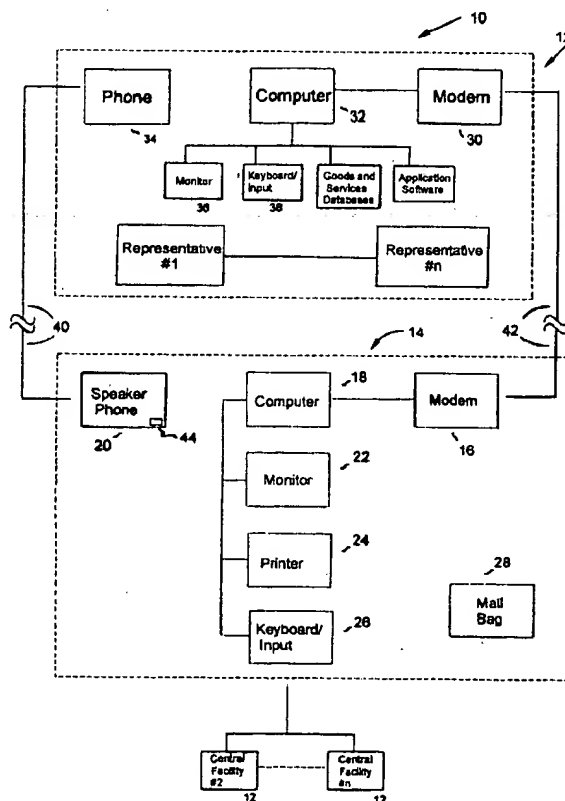 10
12
Phone
34
Computer
32
Modem
30
Monitor
36
Keyboard/
Input
38
Goods and
Services
Databases
Application
Software
Representative
#1
Representative
#n
40
42
14
Speaker
Phone
20
44
Computer
18
Modem
16
Monitor
22
Printer
24
Keyboard/
Input
26
Mail
Bag
28
Central
Facility
#2
12
Central
Facility
#n
12